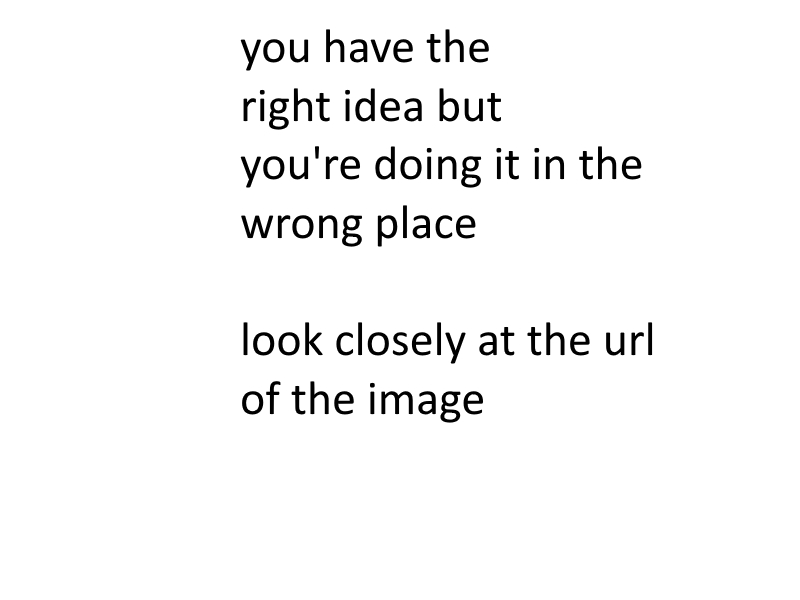 you have the
right idea but
you're doing it in the
wrong place
look closely at the url
of the image